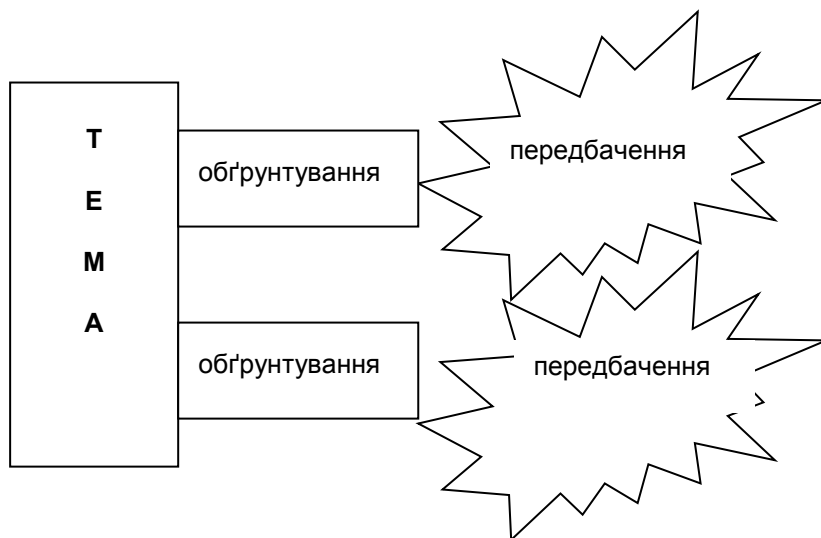 Т
Е
М
А
обґрунтування
передбачення
обґрунтування
передбачення